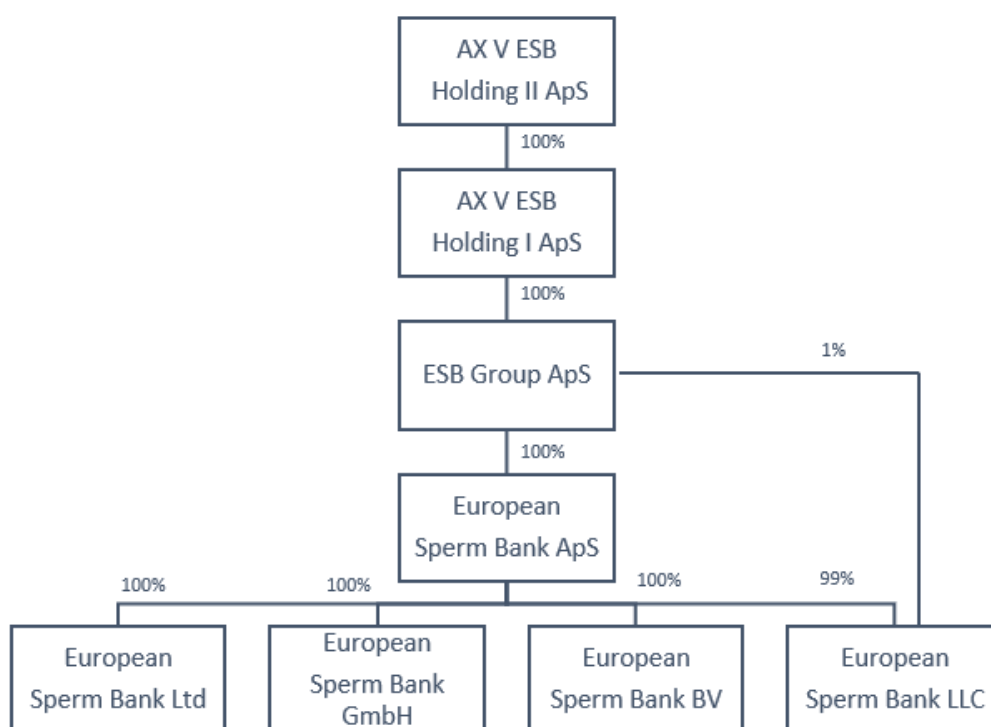 AX V ESB
Holding II ApS
100%
AX V ESB
Holding I ApS
100%
ESB Group ApS
1%
100%
European
Sperm Bank ApS
100%
100%
100%
99%
European
Sperm Bank Ltd
European
Sperm Bank
GmbH
European
Sperm Bank BV
European
Sperm Bank LLC